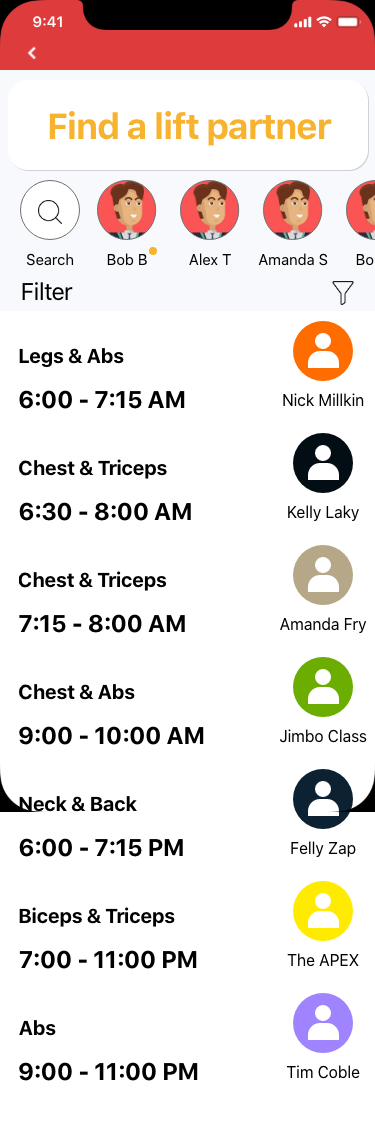 9:41
Find a lift partner
Search
Bob B
Alex T
Amanda S
Bo
Filter
Legs & Abs
6:00 - 7:15 AM
Nick Millkin
Chest & Triceps
6:30 - 8:00 AM
Kelly Laky
Chest & Triceps
7:15 - 8:00 AM
Amanda Fry
Chest & Abs
9:00 - 10:00 AM
Jimbo Class
Neck & Back
6:00 - 7:15 PM
Felly Zap
Biceps & Triceps
7:00 - 11:00 PM
The APEX
Abs
9:00 - 11:00 PM
Tim Coble